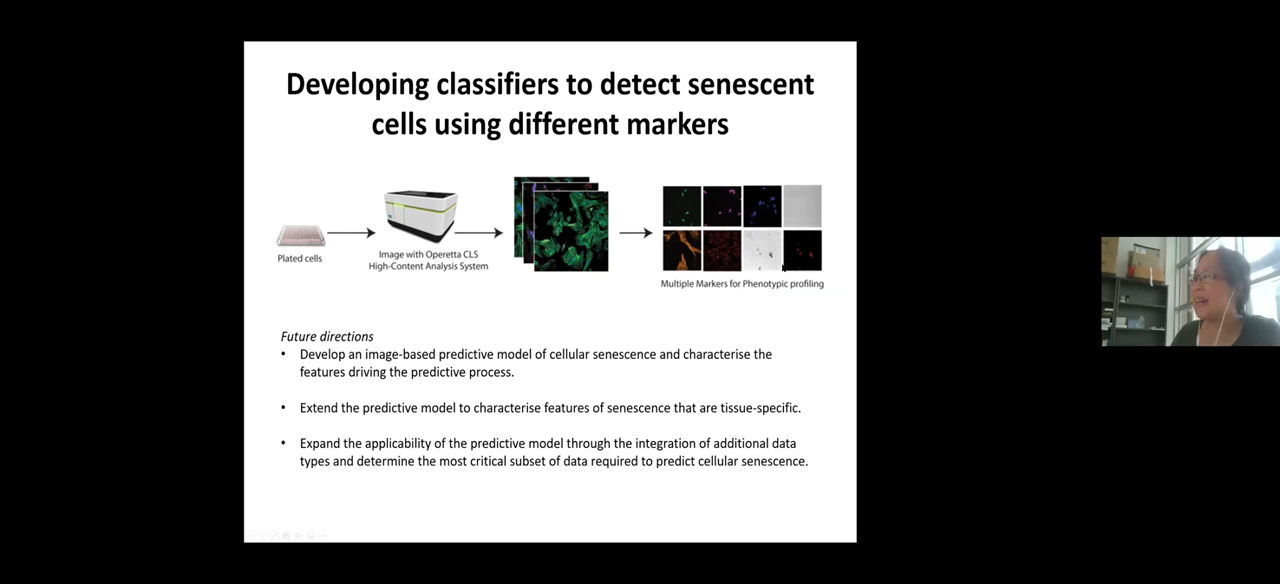 Developing classifiers to detect senescent
cells using different markers
Plated cells
Image with Operetta CLS
High-Content Analysis System
Multiple Markers for Phenotypic profiling
Future directions
• Develop an image-based predictive model of cellular senescence and characterise the
features driving the predictive process.
• Extend the predictive model to characterise features of senescence that are tissue-specific.
• Expand the applicability of the predictive model through the integration of additional data
types and determine the most critical subset of data required to predict cellular senescence.